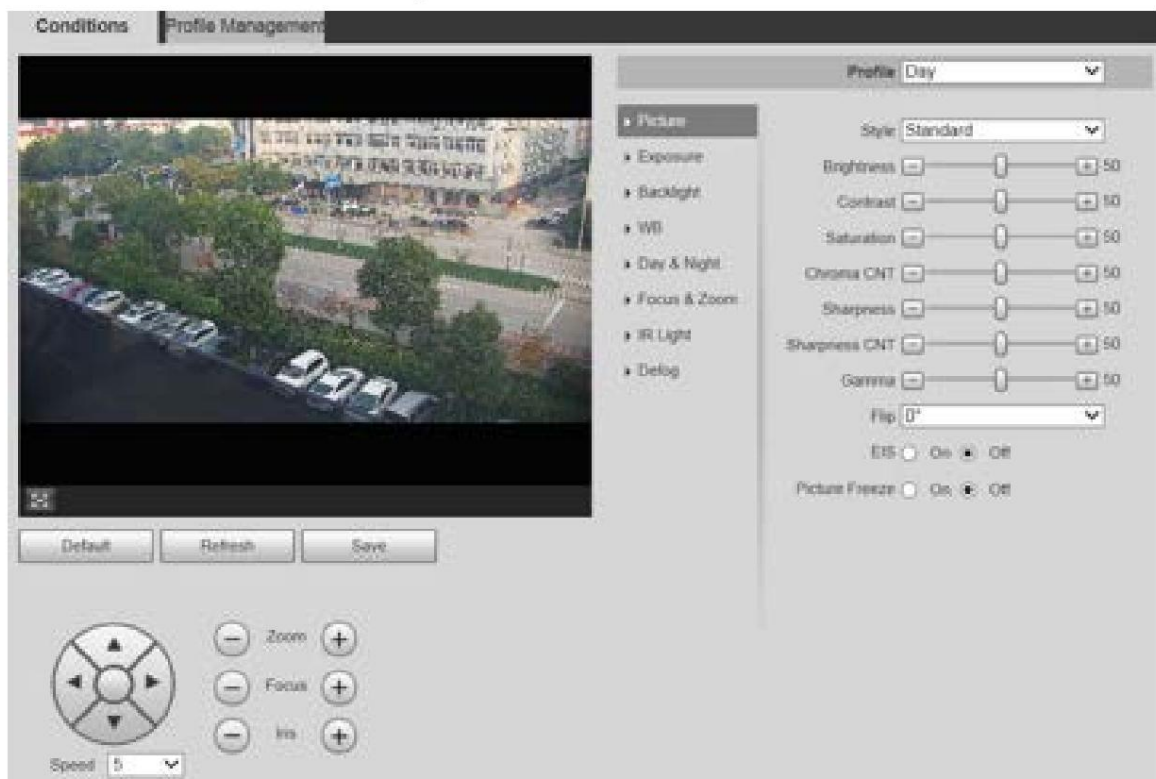 Conditions
Profile Management
Profile Day
Picture
Exposure
Backlight
WB
Day & Night
Focus & Zoom
IR Light
Defog
Style Standard
Brightness 50
Contrast 50
Saturation 50
Chroma CNT 50
Sharpness 50
Sharpness CNT 50
Gamma 50
Flip 0°
EIS On Off
Picture Freeze On Off
Default
Refresh
Save
Zoom
Focus
Iris
Speed 5